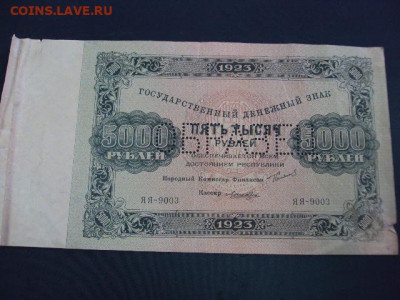 COINS.LAVE.RU
1923
ГОСУДАРСТВЕННЫЙ ДЕНЕЖНЫЙ ЗНАК
5000 ПЯТЬ ТЫСЯЧ 5000
РУБЛЕЙ РУБЛЕЙ РУБЛЕЙ
ОБЕСПЕЧИВАЕТСЯ ВСЕМ
ДОСТОЯНИЕМ РЕСПУБЛИКИ
Народный Комиссар Финансов
Кассир
ЯЯ-9003 ЯЯ-9003
1923